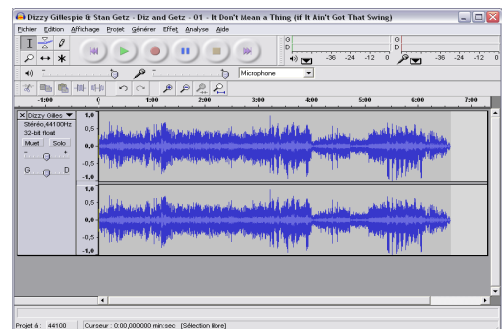 Dizzy Gillespie & Stan Getz - Diz and Getz - 01 - It Don't Mean a Thing (if It Ain't Got That Swing)
Fichier Edition Affichage Projet Générer Effet Analyse Aide
G
D
-36 -24 -12 0
G
D
-36 -24 -12 0
Microphone
-1:00 0 1:00 2:00 3:00 4:00 5:00 6:00 7:00
Dizzy Gilles
Stéréo,44100Hz
32-bit float
Muet Solo
- +
G D
1,0
0,5
0,0
-0,5
-1,0
1,0
0,5
0,0
-0,5
-1,0
Projet à : 44100 Curseur : 0:00,000000 min:sec [Sélection libre]